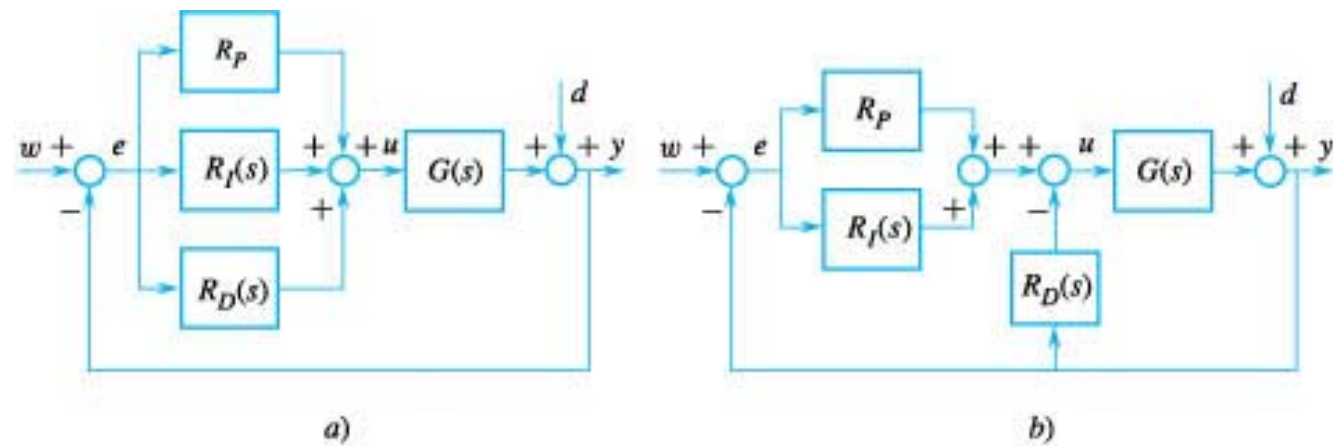 R_P
d
w + e + + u G(s) + + y
R_I(s)
− +
R_D(s)
a)
R_P
d
w + e + + u G(s) + + y
− R_I(s) + −
R_D(s)
b)